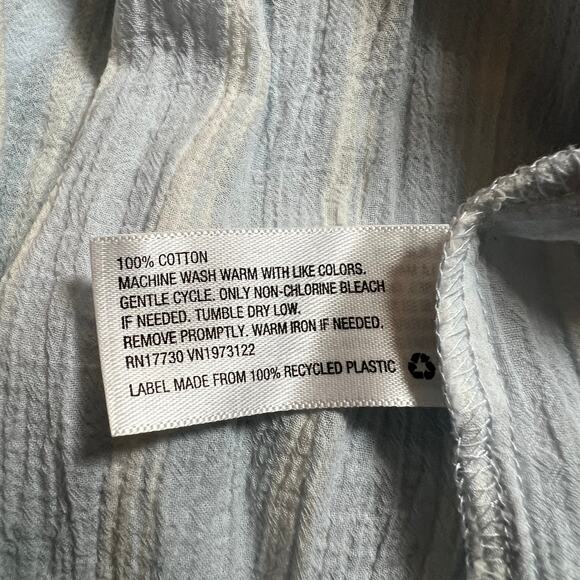 100% COTTON
MACHINE WASH WARM WITH LIKE COLORS.
GENTLE CYCLE. ONLY NON-CHLORINE BLEACH
IF NEEDED. TUMBLE DRY LOW.
REMOVE PROMPTLY. WARM IRON IF NEEDED.
RN17730 VN1973122
LABEL MADE FROM 100% RECYCLED PLASTIC